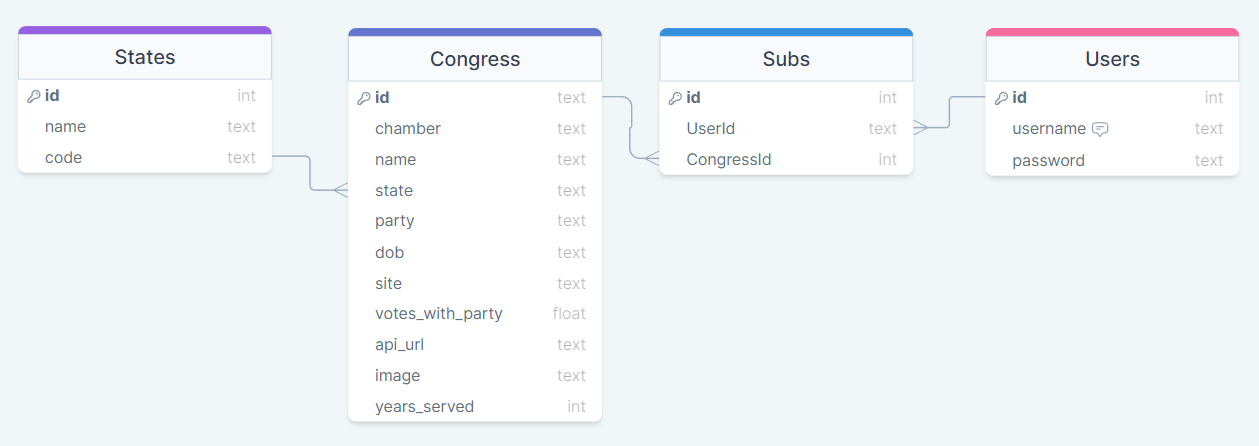 States
id int
name text
code text
Congress
id text
chamber text
name text
state text
party text
dob text
site text
votes_with_party float
api_url text
image text
years_served int
Subs
id int
UserId text
CongressId int
Users
id int
username text
password text